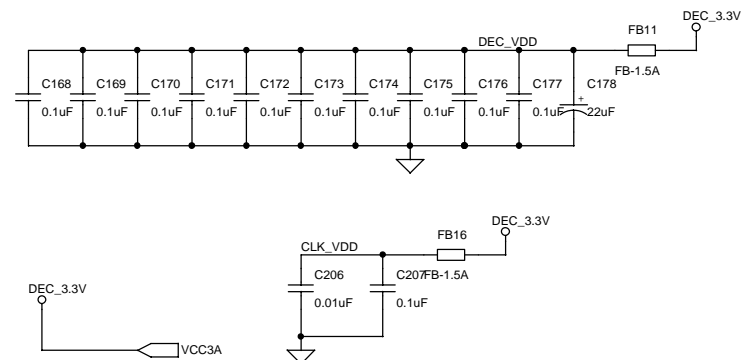 DEC_3.3V
FB11
DEC_VDD
FB-1.5A
C168 C169 C170 C171 C172 C173 C174 C175 C176 C177 C178
0.1uF 0.1uF 0.1uF 0.1uF 0.1uF 0.1uF 0.1uF 0.1uF 0.1uF 0.1uF + 22uF
DEC_3.3V
FB16
CLK_VDD
C206 C207 FB-1.5A
0.01uF 0.1uF
DEC_3.3V
VCC3A